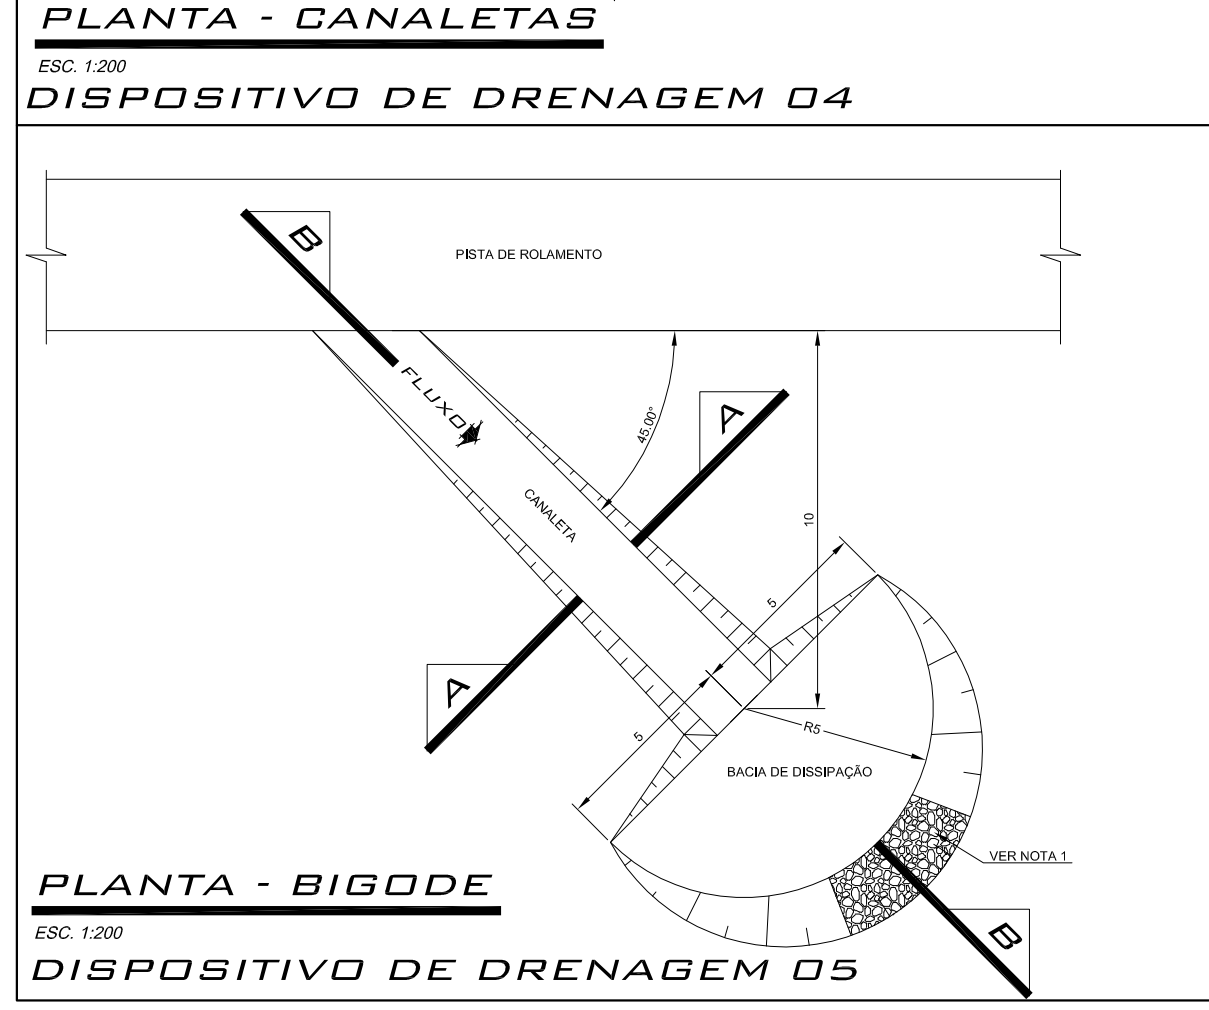 PLANTA - CANALETAS
ESC. 1:200
DISPOSITIVO DE DRENAGEM 04
B
PISTA DE ROLAMENTO
FLUXO
A
45.00°
CANALETA
10
5
A
R5
5
BACIA DE DISSIPAÇÃO
VER NOTA 1
PLANTA - BIGODE
ESC. 1:200
B
DISPOSITIVO DE DRENAGEM 05